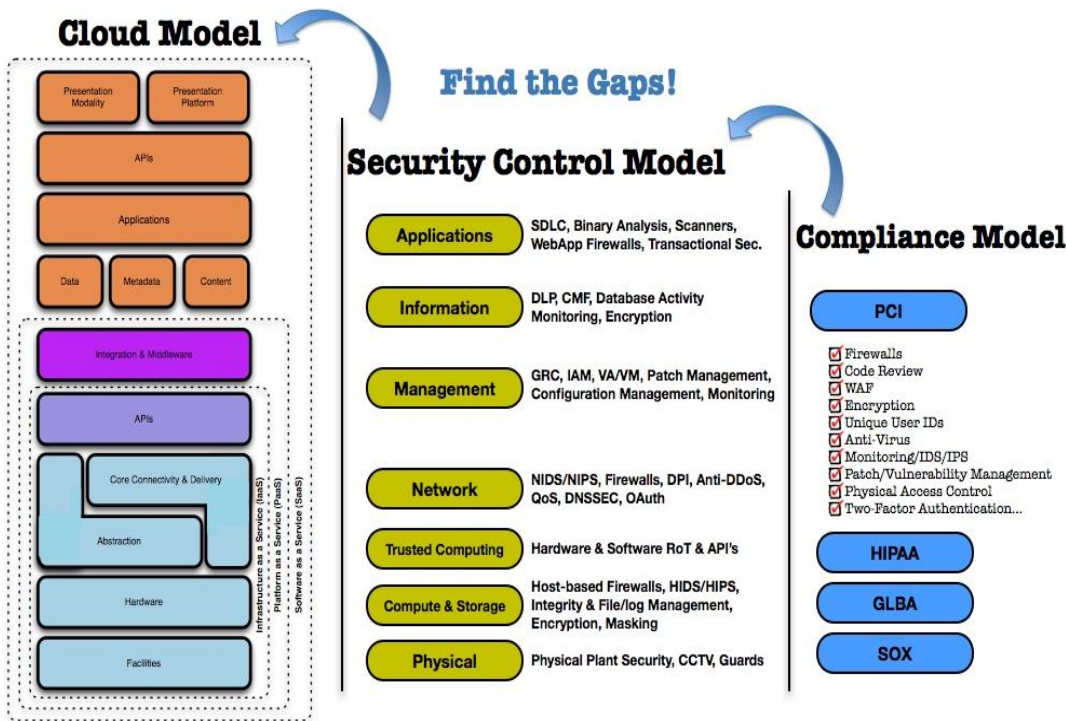 Cloud Model
Presentation
Modality
Presentation
Platform
APIs
Applications
Data
Metadata
Content
Integration & Middleware
APIs
Core Connectivity & Delivery
Abstraction
Hardware
Facilities
Infrastructure as a Service (IaaS)
Platform as a Service (PaaS)
Software as a Service (SaaS)
Find the Gaps!
Security Control Model
Applications
SDLC, Binary Analysis, Scanners,
WebApp Firewalls, Transactional Sec.
Information
DLP, CMF, Database Activity
Monitoring, Encryption
Management
GRC, IAM, VA/VM, Patch Management,
Configuration Management, Monitoring
Network
NIDS/NIPS, Firewalls, DPI, Anti-DDoS,
QoS, DNSSEC, OAuth
Trusted Computing
Hardware & Software RoT & API's
Compute & Storage
Host-based Firewalls, HIDS/HIPS,
Integrity & File/log Management,
Encryption, Masking
Physical
Physical Plant Security, CCTV, Guards
Compliance Model
PCI
Firewalls
Code Review
WAF
Encryption
Unique User IDs
Anti-Virus
Monitoring/IDS/IPS
Patch/Vulnerability Management
Physical Access Control
Two-Factor Authentication...
HIPAA
GLBA
SOX